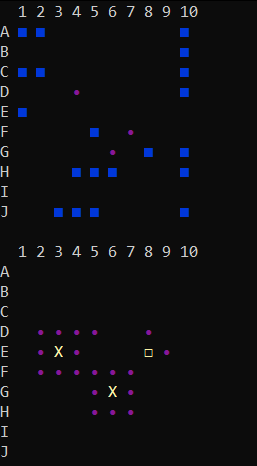 1 2 3 4 5 6 7 8 9 10
A ■ ■ ■
B ■
C ■ ■ ■
D • ■
E ■
F ■ •
G • ■ ■
H ■ ■ ■ ■
I
J ■ ■ ■ ■
1 2 3 4 5 6 7 8 9 10
A
B
C
D • • • • •
E • X • □ •
F • • • • • •
G • X •
H • • •
I
J